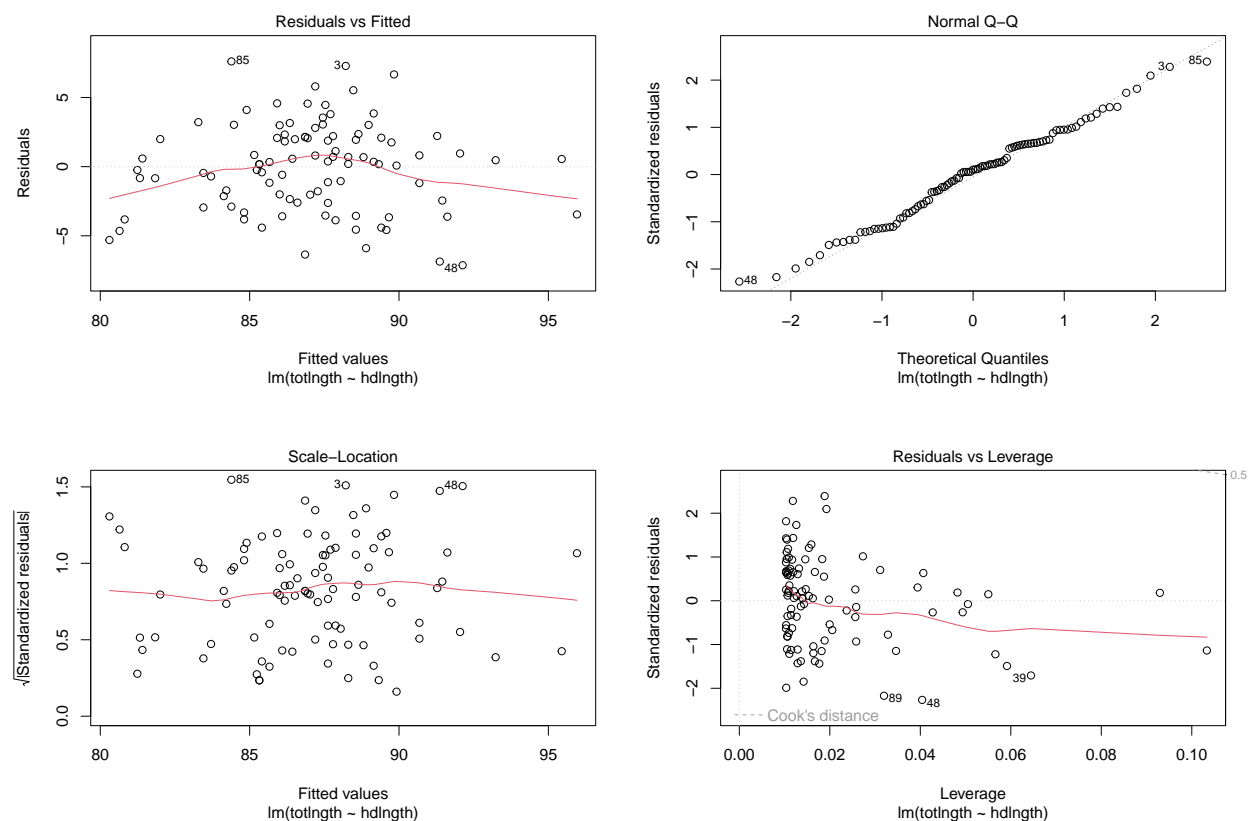 Residuals vs Fitted
Residuals
5
0
−5
85
3
48
80 85 90 95
Fitted values
lm(totlngth ~ hdlngth)
Normal Q−Q
Standardized residuals
2
1
0
−1
−2
3
85
48
−2 −1 0 1 2
Theoretical Quantiles
lm(totlngth ~ hdlngth)
Scale−Location
√|Standardized residuals|
1.5
1.0
0.5
0.0
85
3
48
80 85 90 95
Fitted values
lm(totlngth ~ hdlngth)
Residuals vs Leverage
Standardized residuals
2
1
0
−1
−2
0.5
39
89
48
Cook's distance
0.00 0.02 0.04 0.06 0.08 0.10
Leverage
lm(totlngth ~ hdlngth)